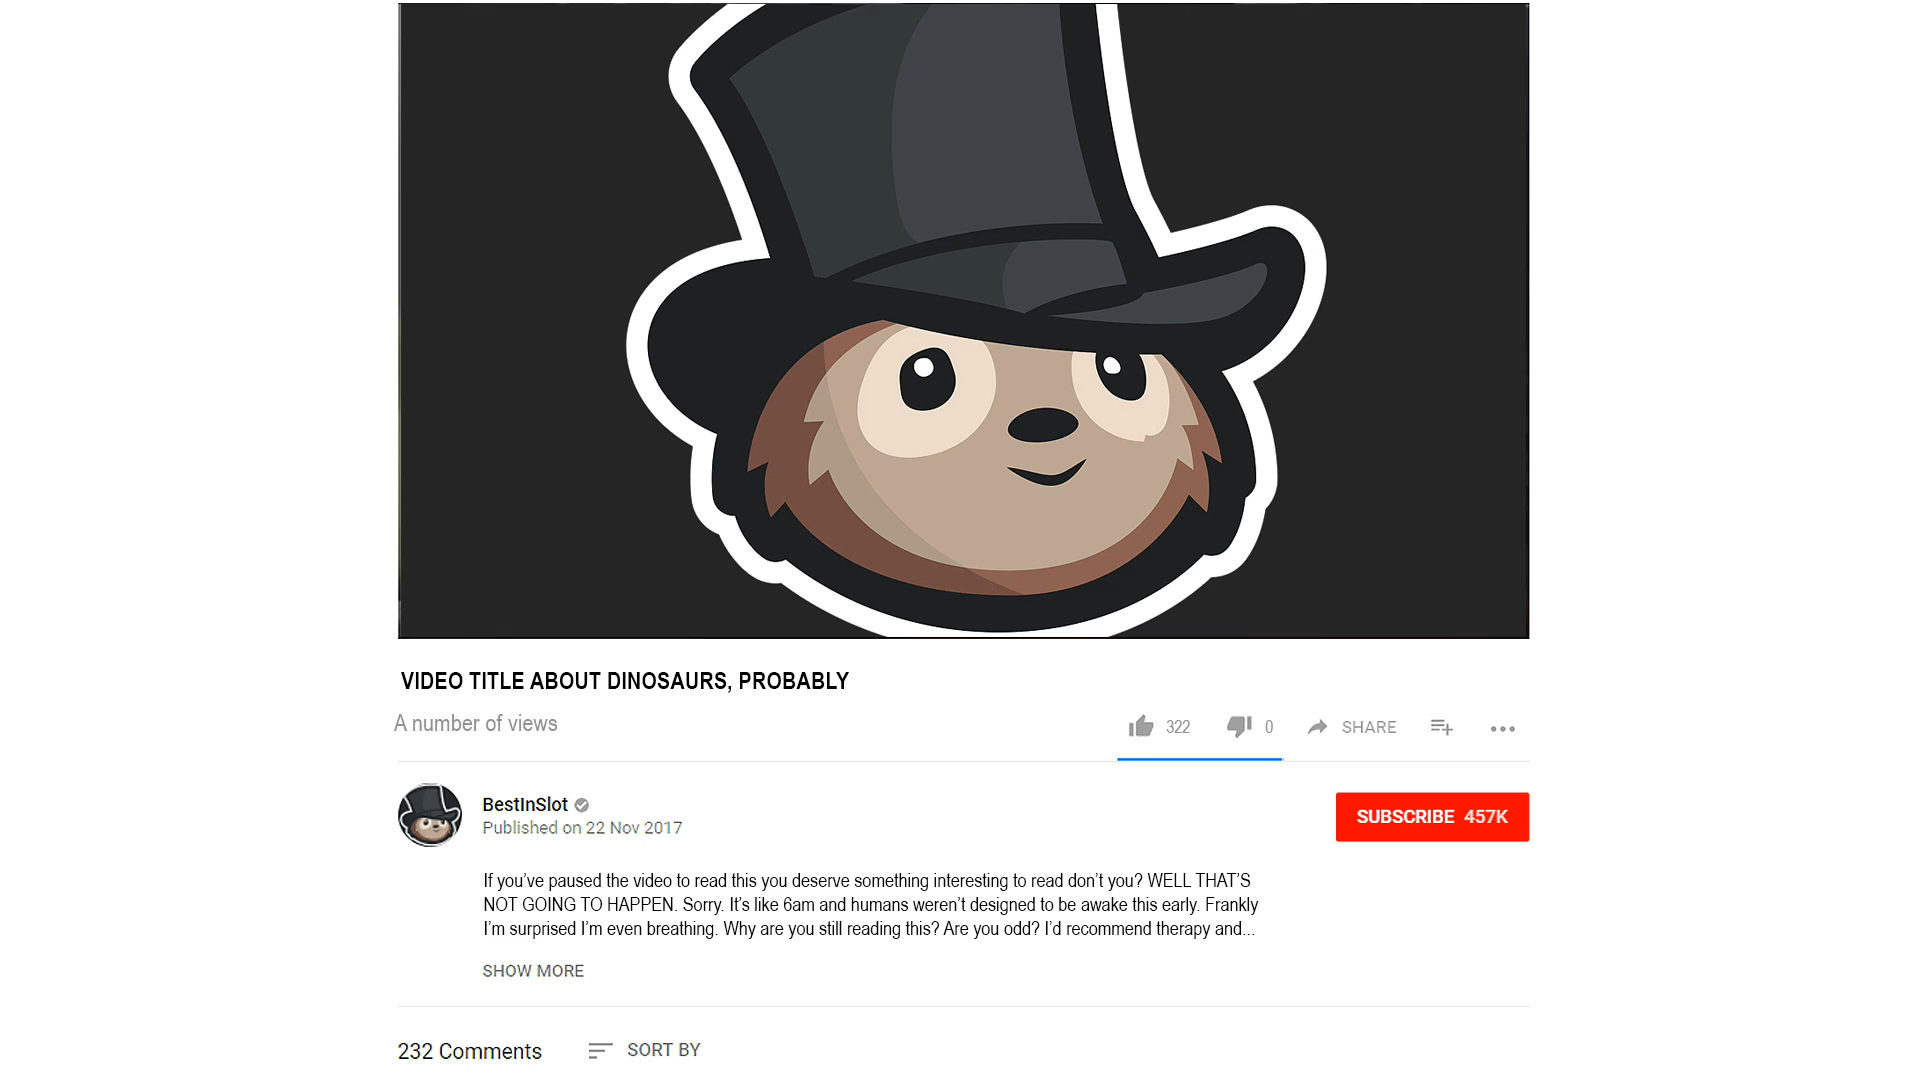 VIDEO TITLE ABOUT DINOSAURS, PROBABLY
A number of views
322 0 SHARE
BestInSlot
Published on 22 Nov 2017
SUBSCRIBE 457K
If you’ve paused the video to read this you deserve something interesting to read don’t you? WELL THAT’S
NOT GOING TO HAPPEN. Sorry. It’s like 6am and humans weren’t designed to be awake this early. Frankly
I’m surprised I’m even breathing. Why are you still reading this? Are you odd? I’d recommend therapy and...
SHOW MORE
232 Comments SORT BY